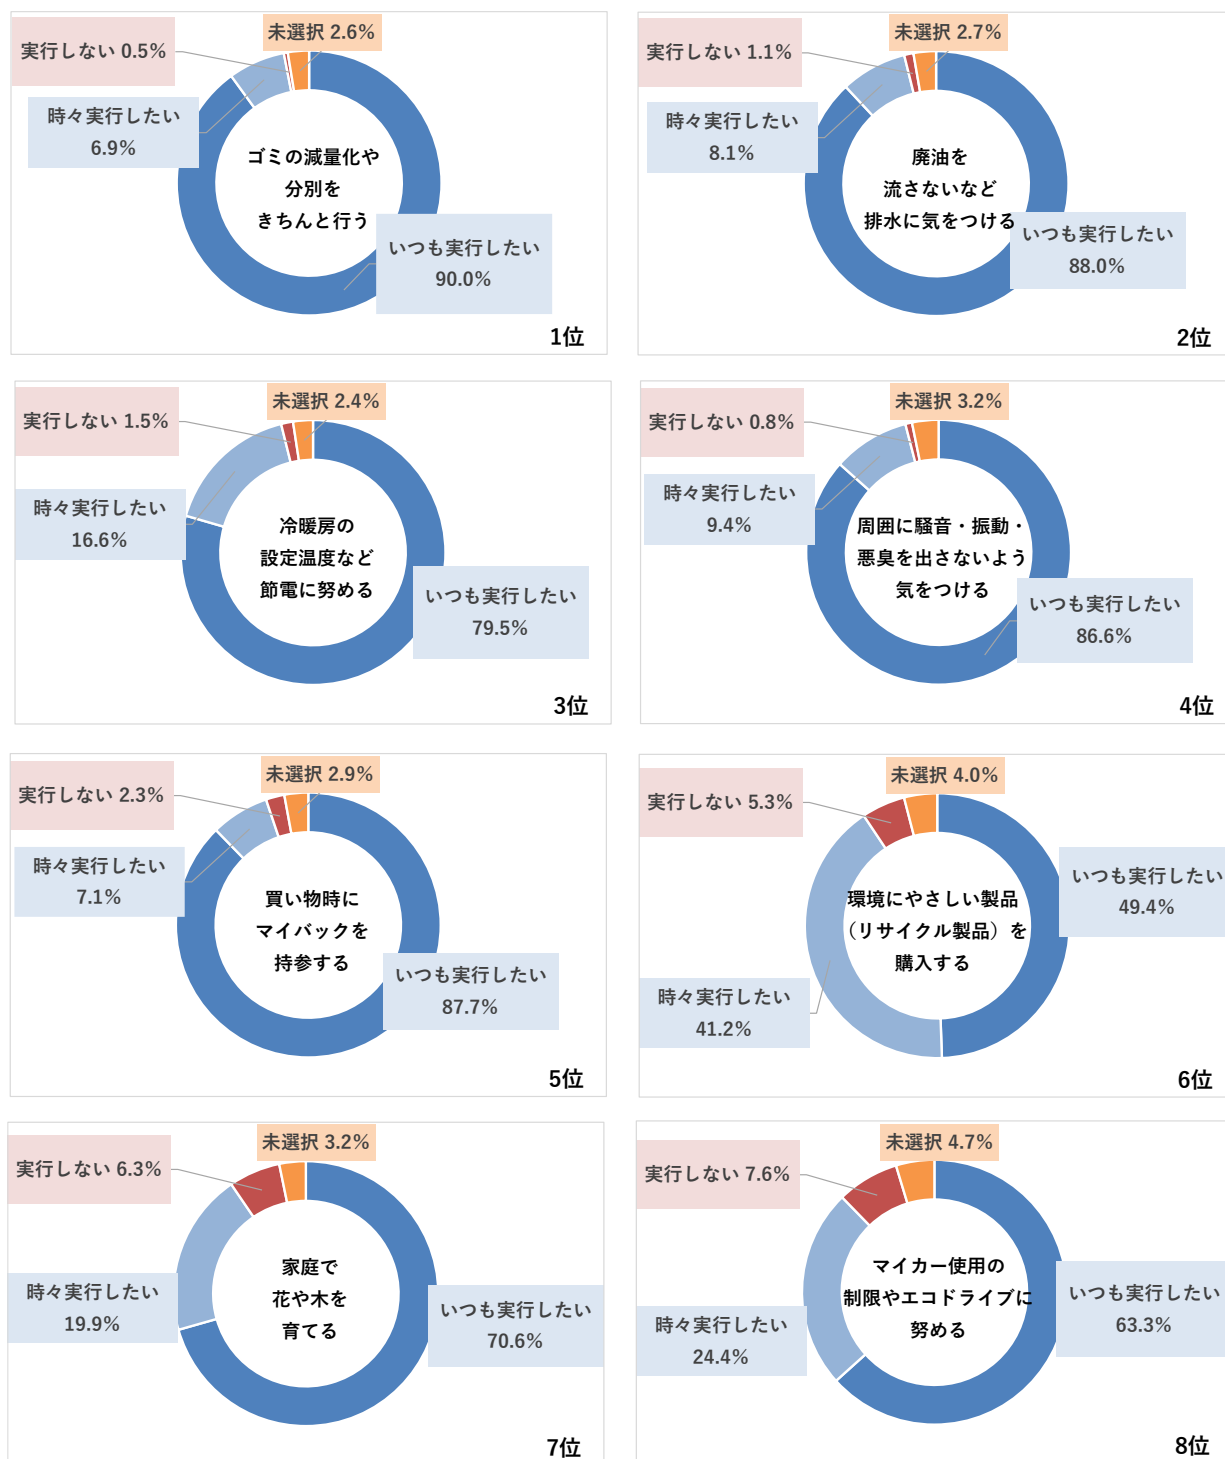 実行しない 0.5%
未選択 2.6%
時々実行したい
6.9%
ゴミの減量化や
分別を
きちんと行う
いつも実行したい
90.0%
1位
実行しない 1.1%
未選択 2.7%
時々実行したい
8.1%
廃油を
流さないなど
排水に気をつける
いつも実行したい
88.0%
2位
実行しない 1.5%
未選択 2.4%
時々実行したい
16.6%
冷暖房の
設定温度など
節電に努める
いつも実行したい
79.5%
3位
実行しない 0.8%
未選択 3.2%
時々実行したい
9.4%
周囲に騒音・振動・
悪臭を出さないよう
気をつける
いつも実行したい
86.6%
4位
実行しない 2.3%
未選択 2.9%
時々実行したい
7.1%
買い物時に
マイバックを
持参する
いつも実行したい
87.7%
5位
実行しない 5.3%
未選択 4.0%
いつも実行したい
49.4%
環境にやさしい製品
（リサイクル製品）を
購入する
時々実行したい
41.2%
6位
実行しない 6.3%
未選択 3.2%
時々実行したい
19.9%
家庭で
花や木を
育てる
いつも実行したい
70.6%
7位
実行しない 7.6%
未選択 4.7%
マイカー使用の
制限やエコドライブに
努める
いつも実行したい
63.3%
時々実行したい
24.4%
8位